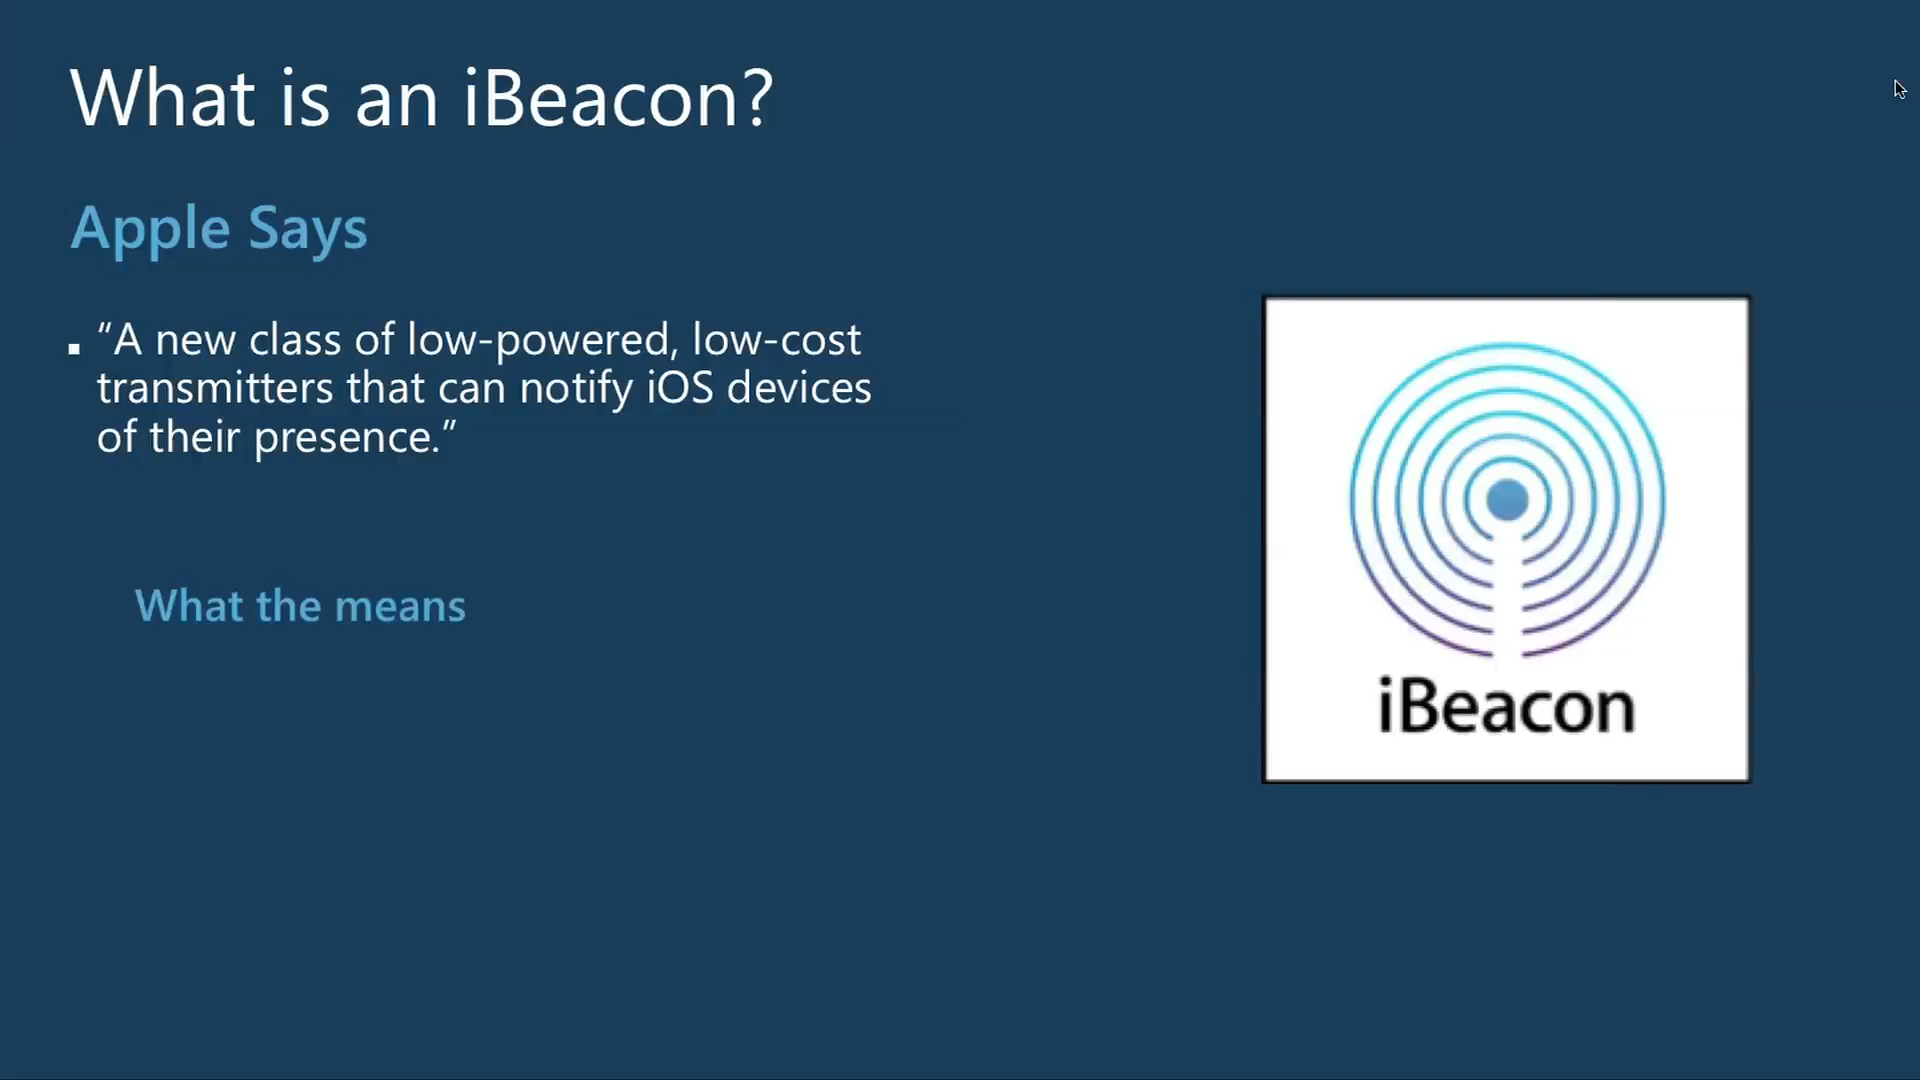 What is an iBeacon?
Apple Says
▪ “A new class of low-powered, low-cost
transmitters that can notify iOS devices
of their presence.”
What the means
iBeacon